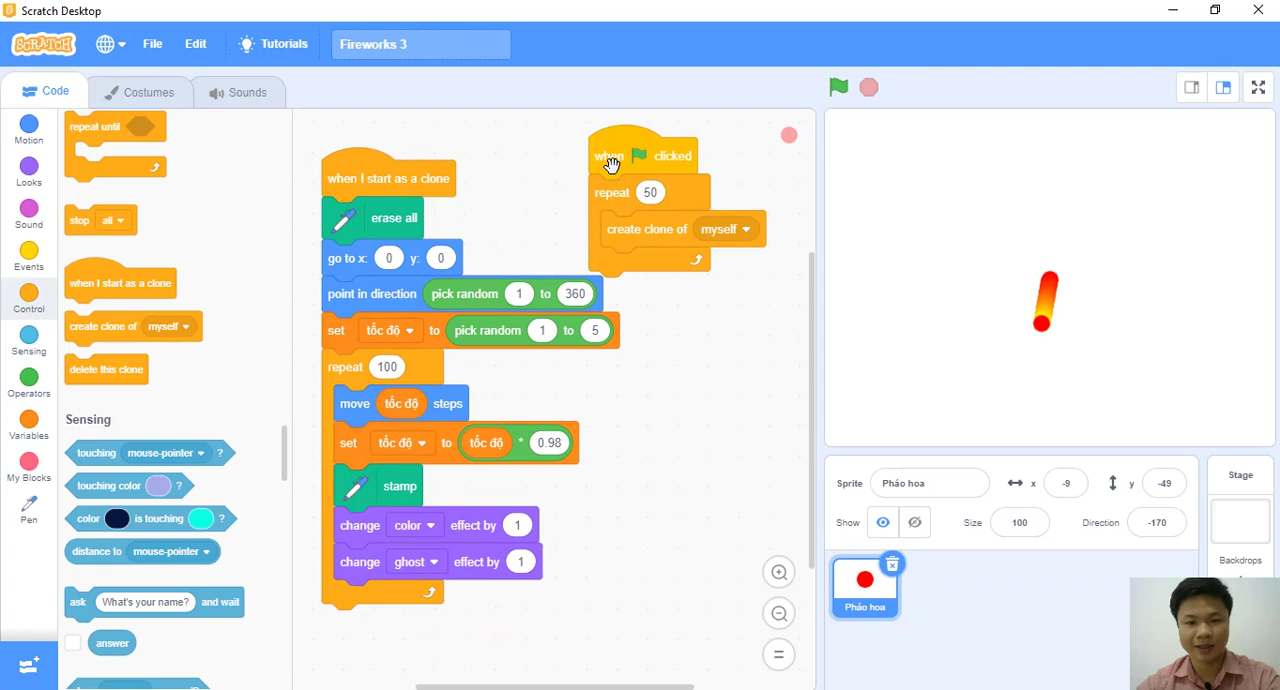 Scratch Desktop
SCRATCH File Edit Tutorials Fireworks 3
Code Costumes Sounds
Motion
Looks
Sound
Events
Control
Sensing
Operators
Variables
My Blocks
Pen
repeat until
stop all
when I start as a clone
create clone of myself
delete this clone
Sensing
touching mouse-pointer ?
touching color ?
color is touching ?
distance to mouse-pointer
ask What's your name? and wait
answer
when I start as a clone
erase all
go to x: 0 y: 0
point in direction pick random 1 to 360
set tốc độ to pick random 1 to 5
repeat 100
move tốc độ steps
set tốc độ to tốc độ * 0.98
stamp
change color effect by 1
change ghost effect by 1
when clicked
repeat 50
create clone of myself
Sprite Pháo hoa x -9 y -49
Show Size 100 Direction -170
Pháo hoa
Stage
Backdrops